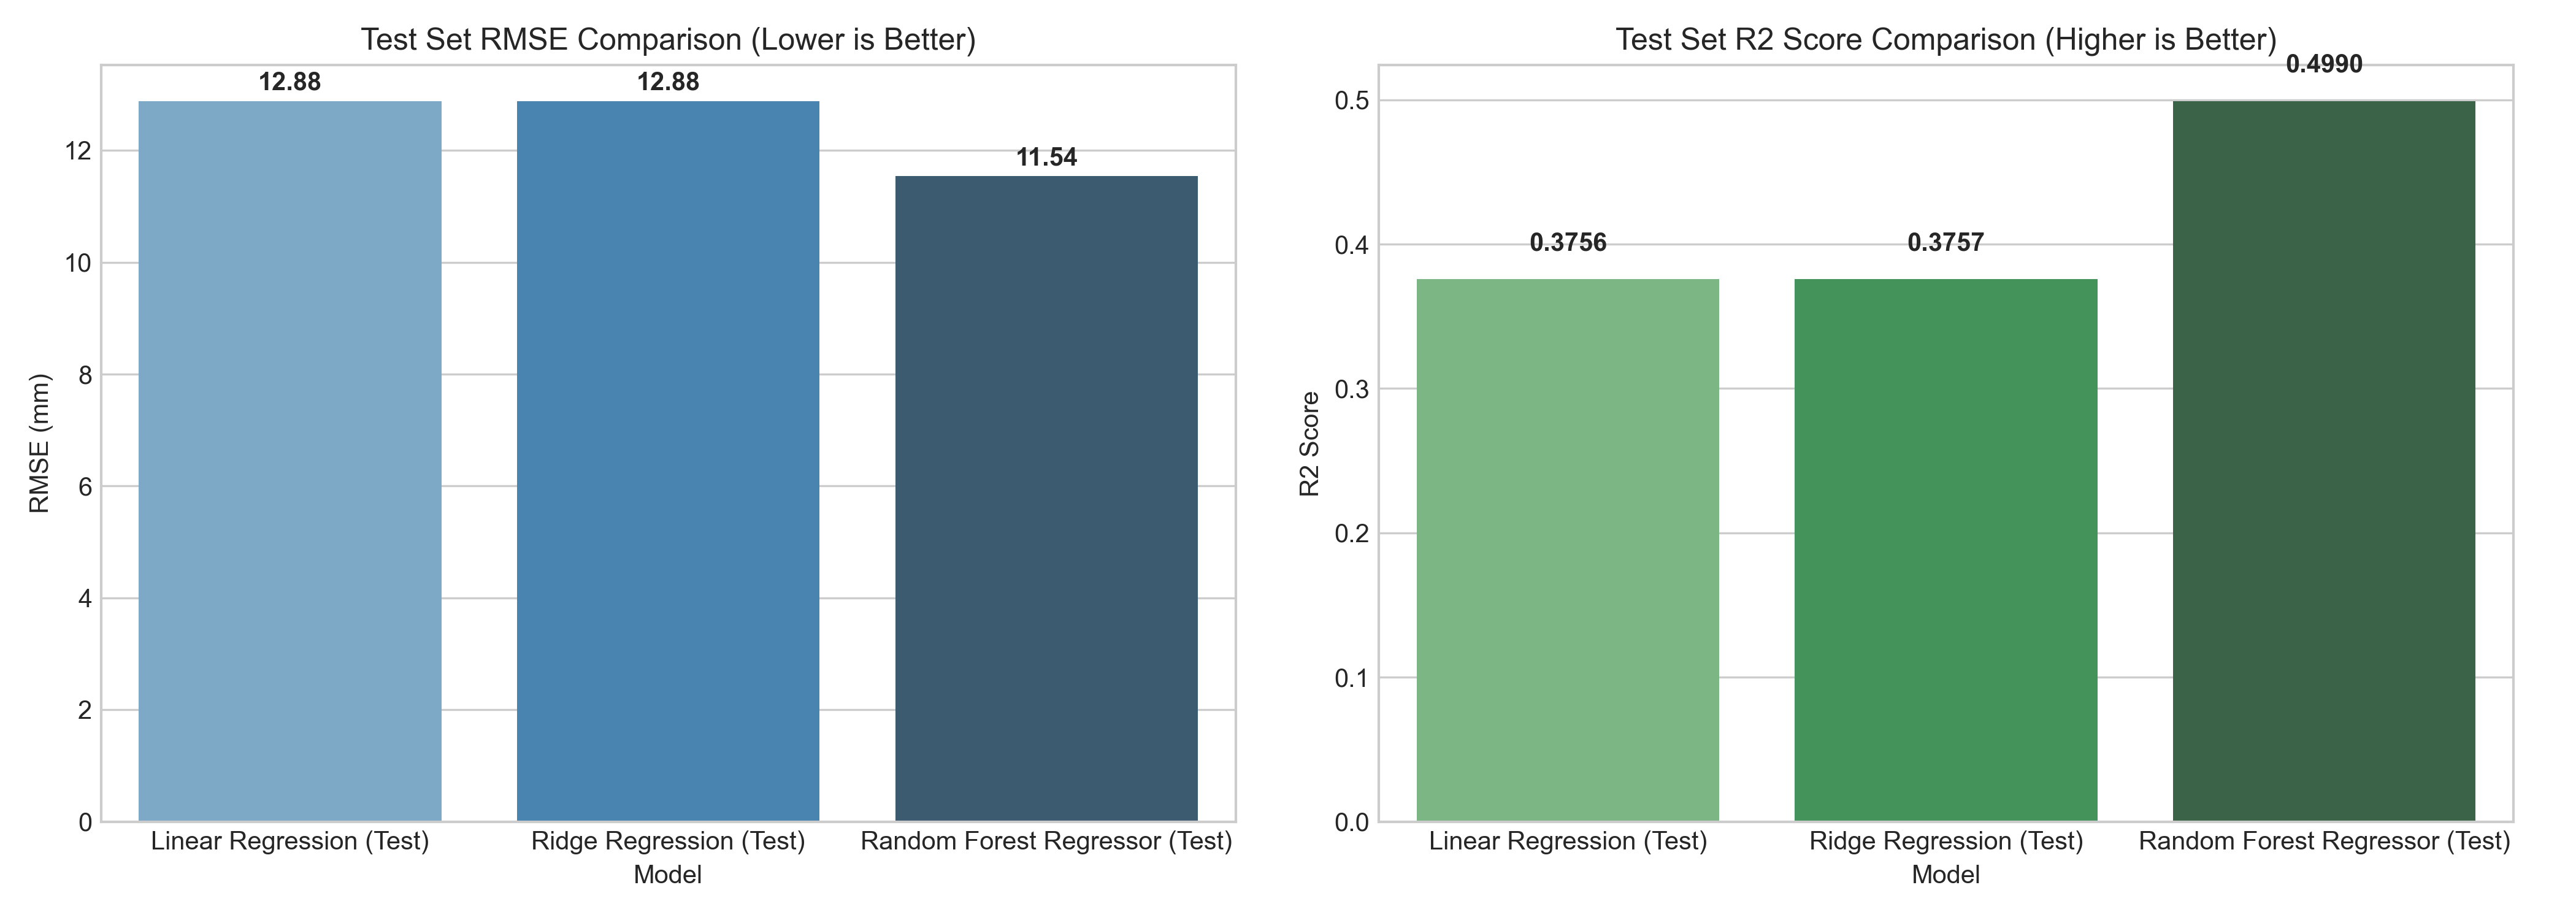 Test Set RMSE Comparison (Lower is Better)
12.88
12.88
11.54
12
10
8
6
4
2
0
RMSE (mm)
Linear Regression (Test)
Ridge Regression (Test)
Random Forest Regressor (Test)
Model
Test Set R2 Score Comparison (Higher is Better)
0.4990
0.3756
0.3757
0.5
0.4
0.3
0.2
0.1
0.0
R2 Score
Linear Regression (Test)
Ridge Regression (Test)
Random Forest Regressor (Test)
Model